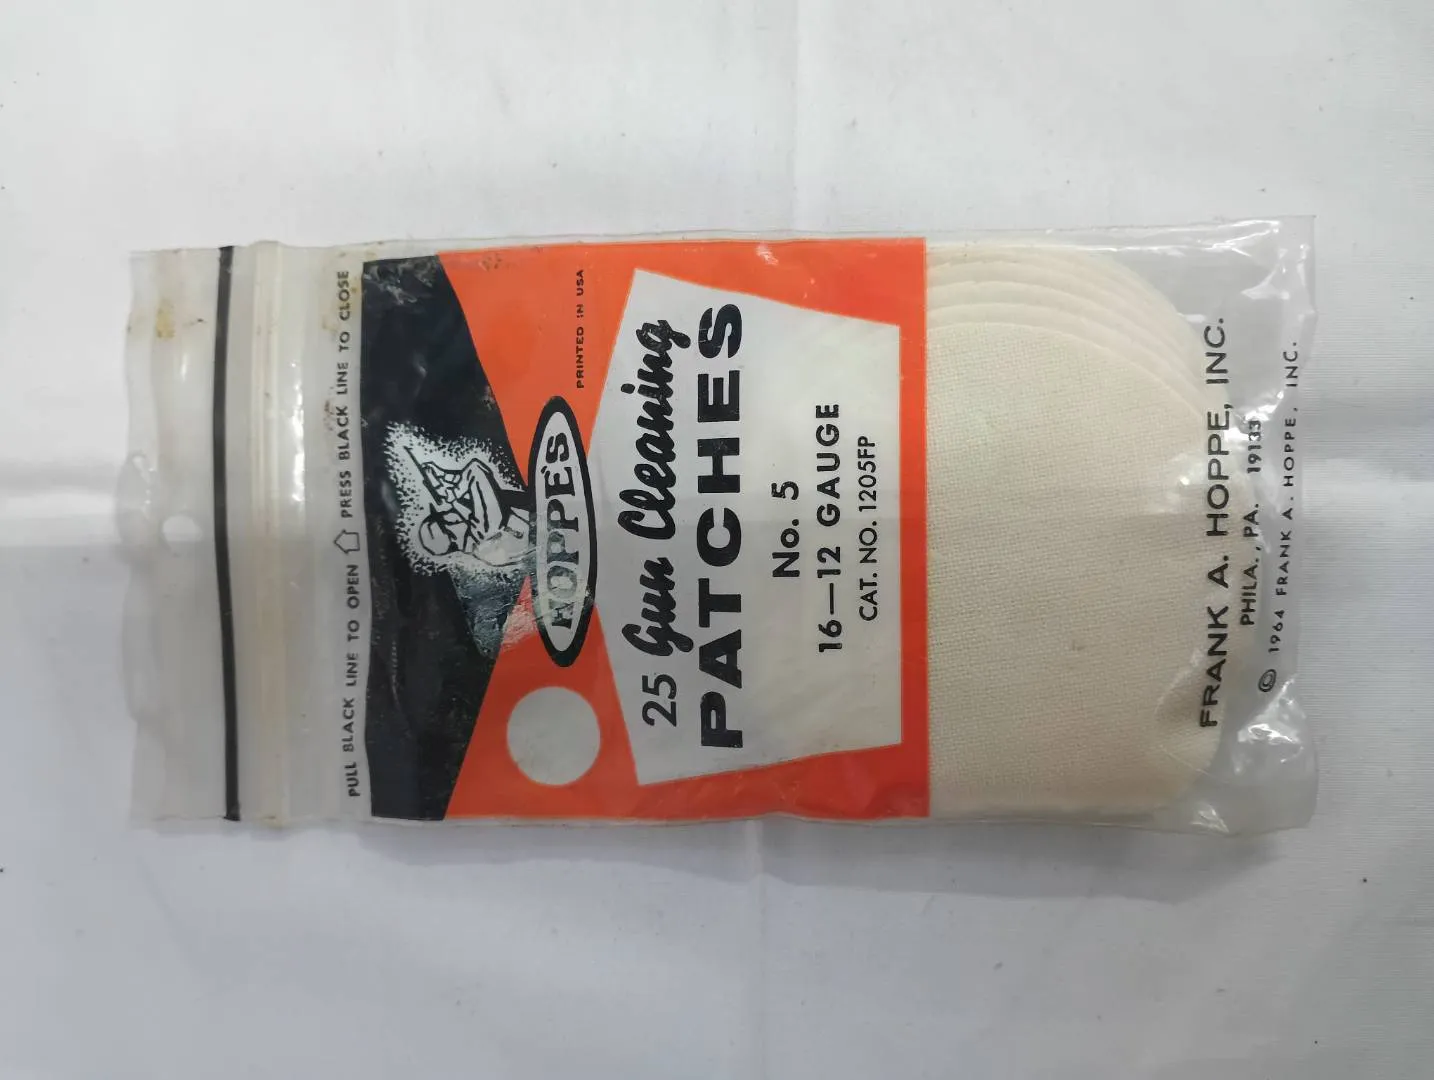 PULL BLACK LINE TO OPEN ⇧ PRESS BLACK LINE TO CLOSE
PRINTED IN USA
HOPPE'S
25 Gun Cleaning
PATCHES
No. 5
16—12 GAUGE
CAT. NO. 1205FP
FRANK A. HOPPE, INC.
PHILA., PA. 19133
© 1964 FRANK A. HOPPE, INC.